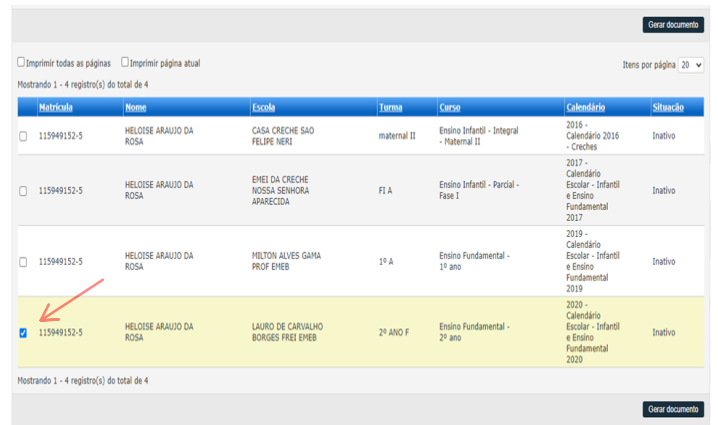 Gerar documento
Imprimir todas as páginas Imprimir página atual
Itens por página 20
Mostrando 1 - 4 registro(s) do total de 4
Matrícula Nome Escola Turma Curso Calendário Situação
115949152-5 HELOISE ARAUJO DA ROSA CASA CRECHE SAO FELIPE NERI maternal II Ensino Infantil - Integral - Maternal II 2016 - Calendário 2016 - Creches Inativo
115949152-5 HELOISE ARAUJO DA ROSA EMEI DA CRECHE NOSSA SENHORA APARECIDA FI A Ensino Infantil - Parcial - Fase I 2017 - Calendário Escolar - Infantil e Ensino Fundamental 2017 Inativo
115949152-5 HELOISE ARAUJO DA ROSA MILTON ALVES GAMA PROF EMEB 1º A Ensino Fundamental - 1º ano 2019 - Calendário Escolar - Infantil e Ensino Fundamental 2019 Inativo
115949152-5 HELOISE ARAUJO DA ROSA LAURO DE CARVALHO BORGES FREI EMEB 2º ANO F Ensino Fundamental - 2º ano 2020 - Calendário Escolar - Infantil e Ensino Fundamental 2020 Inativo
Mostrando 1 - 4 registro(s) do total de 4
Gerar documento